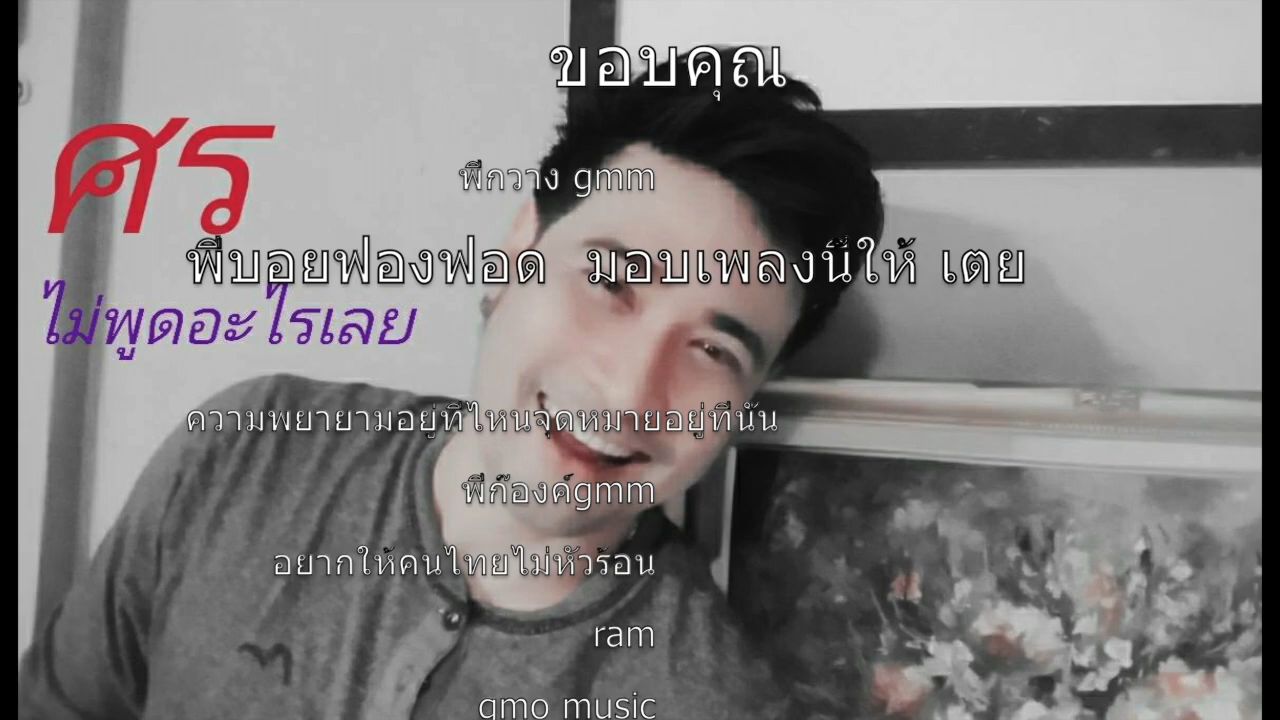 ขอบคุณ
ศร
พี่กวาง gmm
พี่บอยฟองฟอด มอบเพลงนี้ให้ เตย
ไม่พูดอะไรเลย
ความพยายามอยู่ที่ไหนจุดหมายอยู่ที่นั้น
พี่ก๊องค์gmm
อยากให้คนไทยไม่หัวร้อน
ram
gmo music